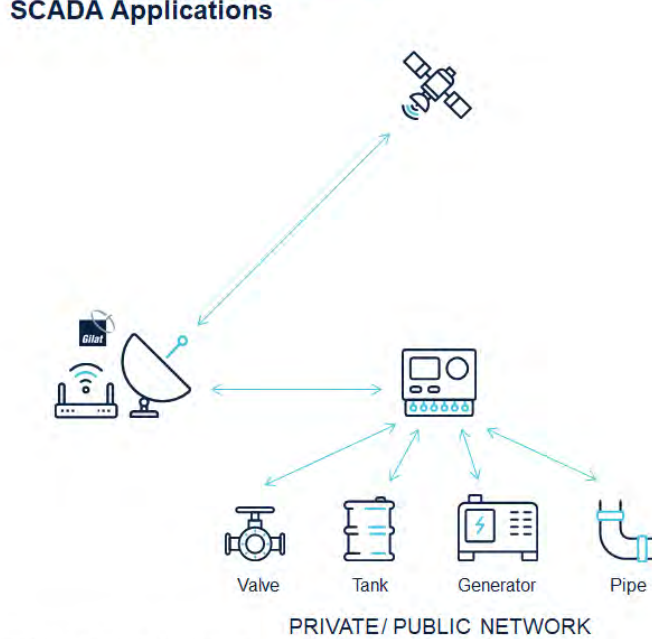 SCADA Applications
Gilat
Valve
Tank
Generator
Pipe
PRIVATE/ PUBLIC NETWORK